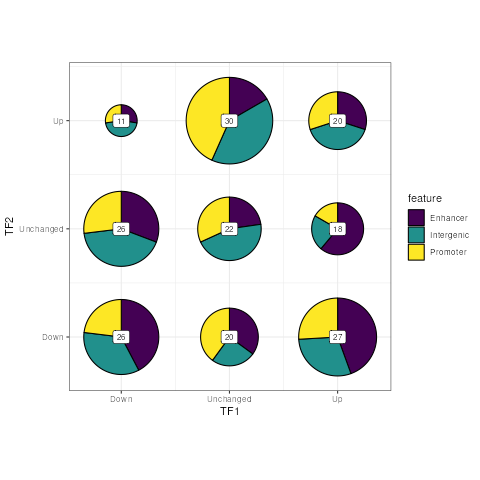 Up
11
30
20
TF2
Unchanged
26
22
18
Down
26
20
27
Down
Unchanged
Up
TF1
feature
Enhancer
Intergenic
Promoter